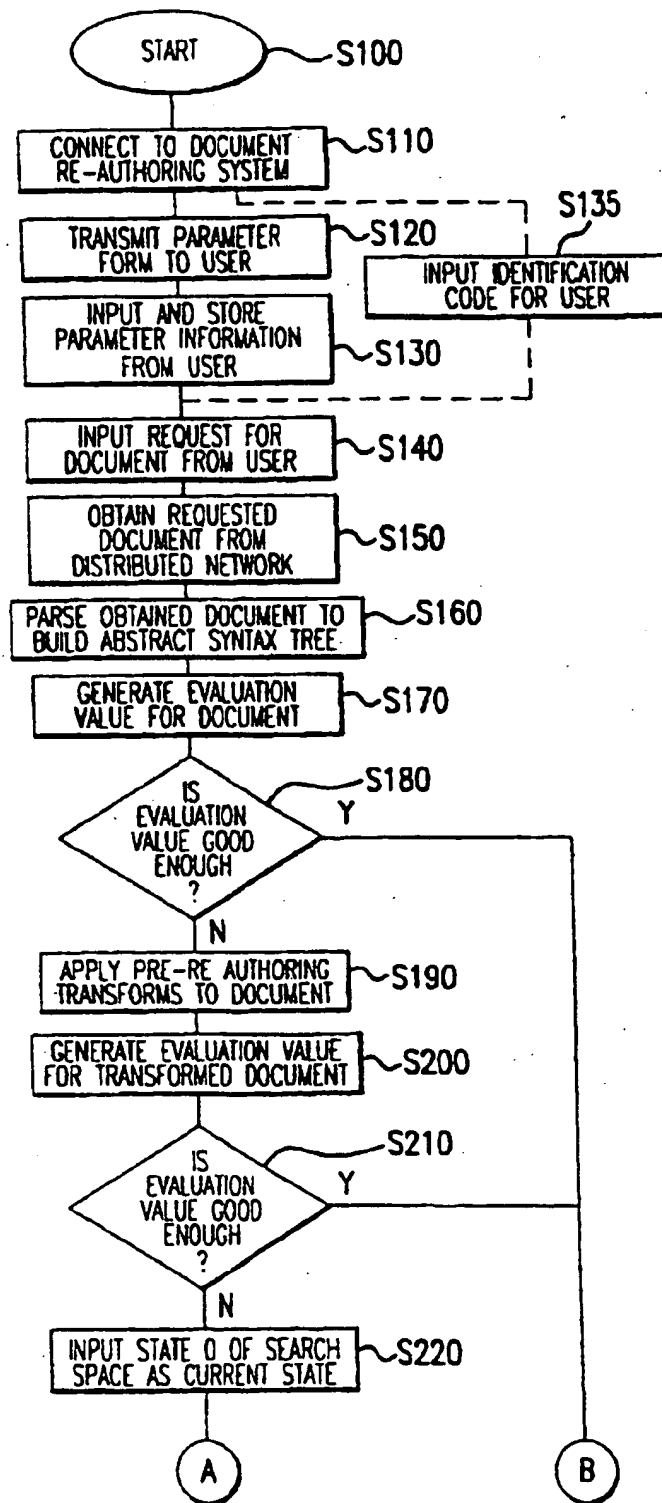 START
S100
CONNECT TO DOCUMENT
RE-AUTHORING SYSTEM
S110
S135
TRANSMIT PARAMETER
FORM TO USER
S120
INPUT IDENTIFICATION
CODE FOR USER
INPUT AND STORE
PARAMETER INFORMATION
FROM USER
S130
INPUT REQUEST FOR
DOCUMENT FROM USER
S140
OBTAIN REQUESTED
DOCUMENT FROM
DISTRIBUTED NETWORK
S150
PARSE OBTAINED DOCUMENT TO
BUILD ABSTRACT SYNTAX TREE
S160
GENERATE EVALUATION
VALUE FOR DOCUMENT
S170
IS
EVALUATION
VALUE GOOD
ENOUGH
?
S180
Y
N
APPLY PRE-RE AUTHORING
TRANSFORMS TO DOCUMENT
S190
GENERATE EVALUATION VALUE
FOR TRANSFORMED DOCUMENT
S200
IS
EVALUATION
VALUE GOOD
ENOUGH
?
S210
Y
N
INPUT STATE 0 OF SEARCH
SPACE AS CURRENT STATE
S220
A
B